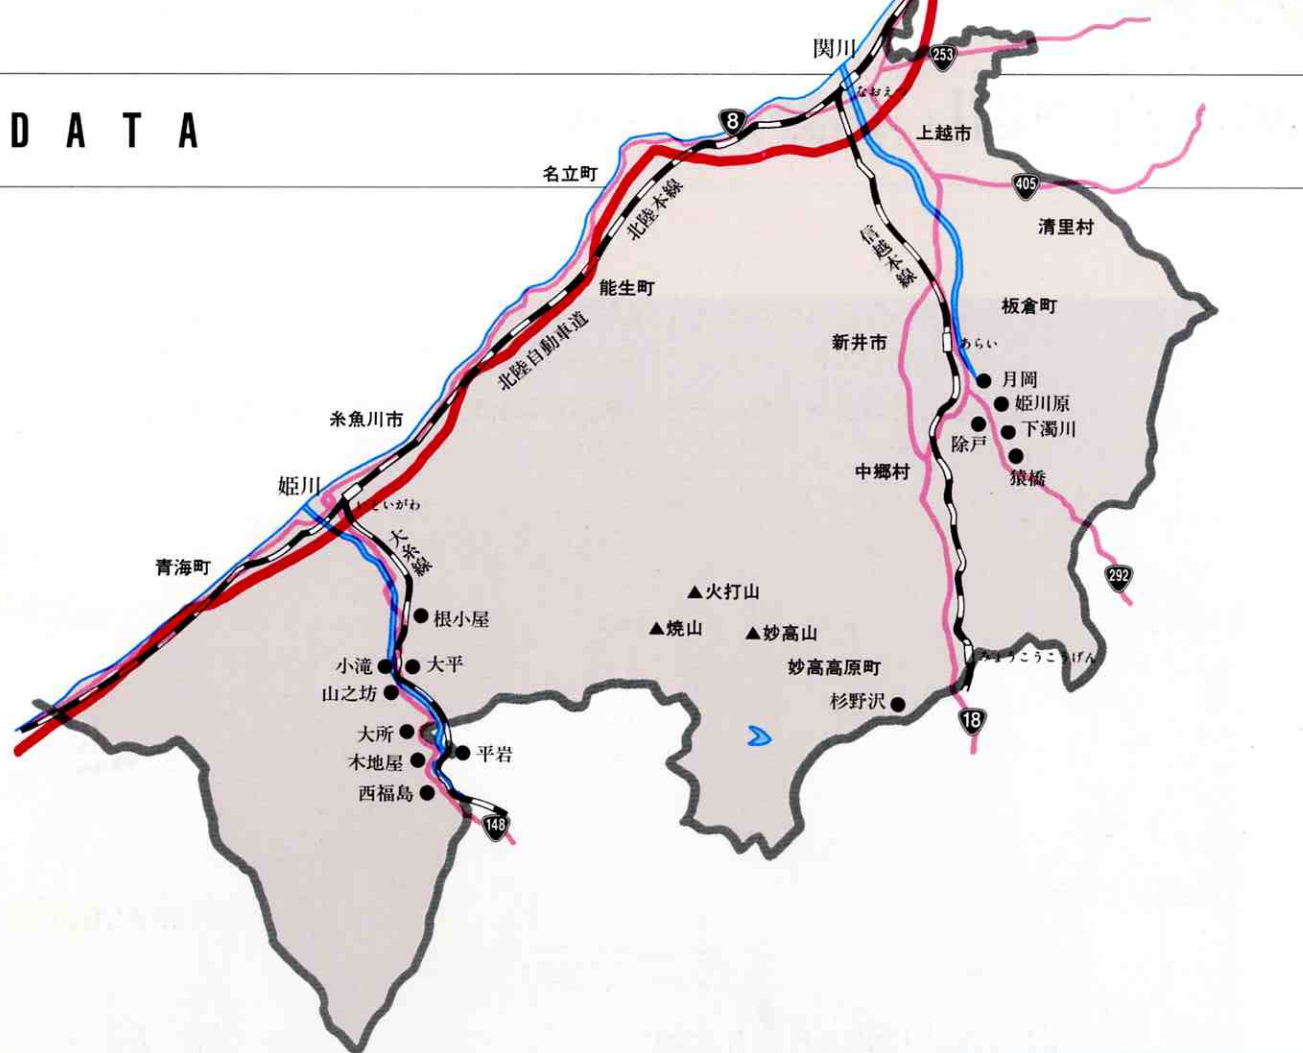 関川
253
DATA
8
なおえつ
上越市
名立町
405
北陸本線
清里村
信越本線
能生町
板倉町
北陸自動車道
新井市
あらい
月岡
姫川原
糸魚川市
除戸
下濁川
中郷村
猿橋
姫川
いといがわ
大糸線
青海町
292
火打山
根小屋
焼山
妙高山
小滝
大平
妙高高原町
みょうこうこうげん
山之坊
杉野沢
18
大所
平岩
木地屋
西福島
148